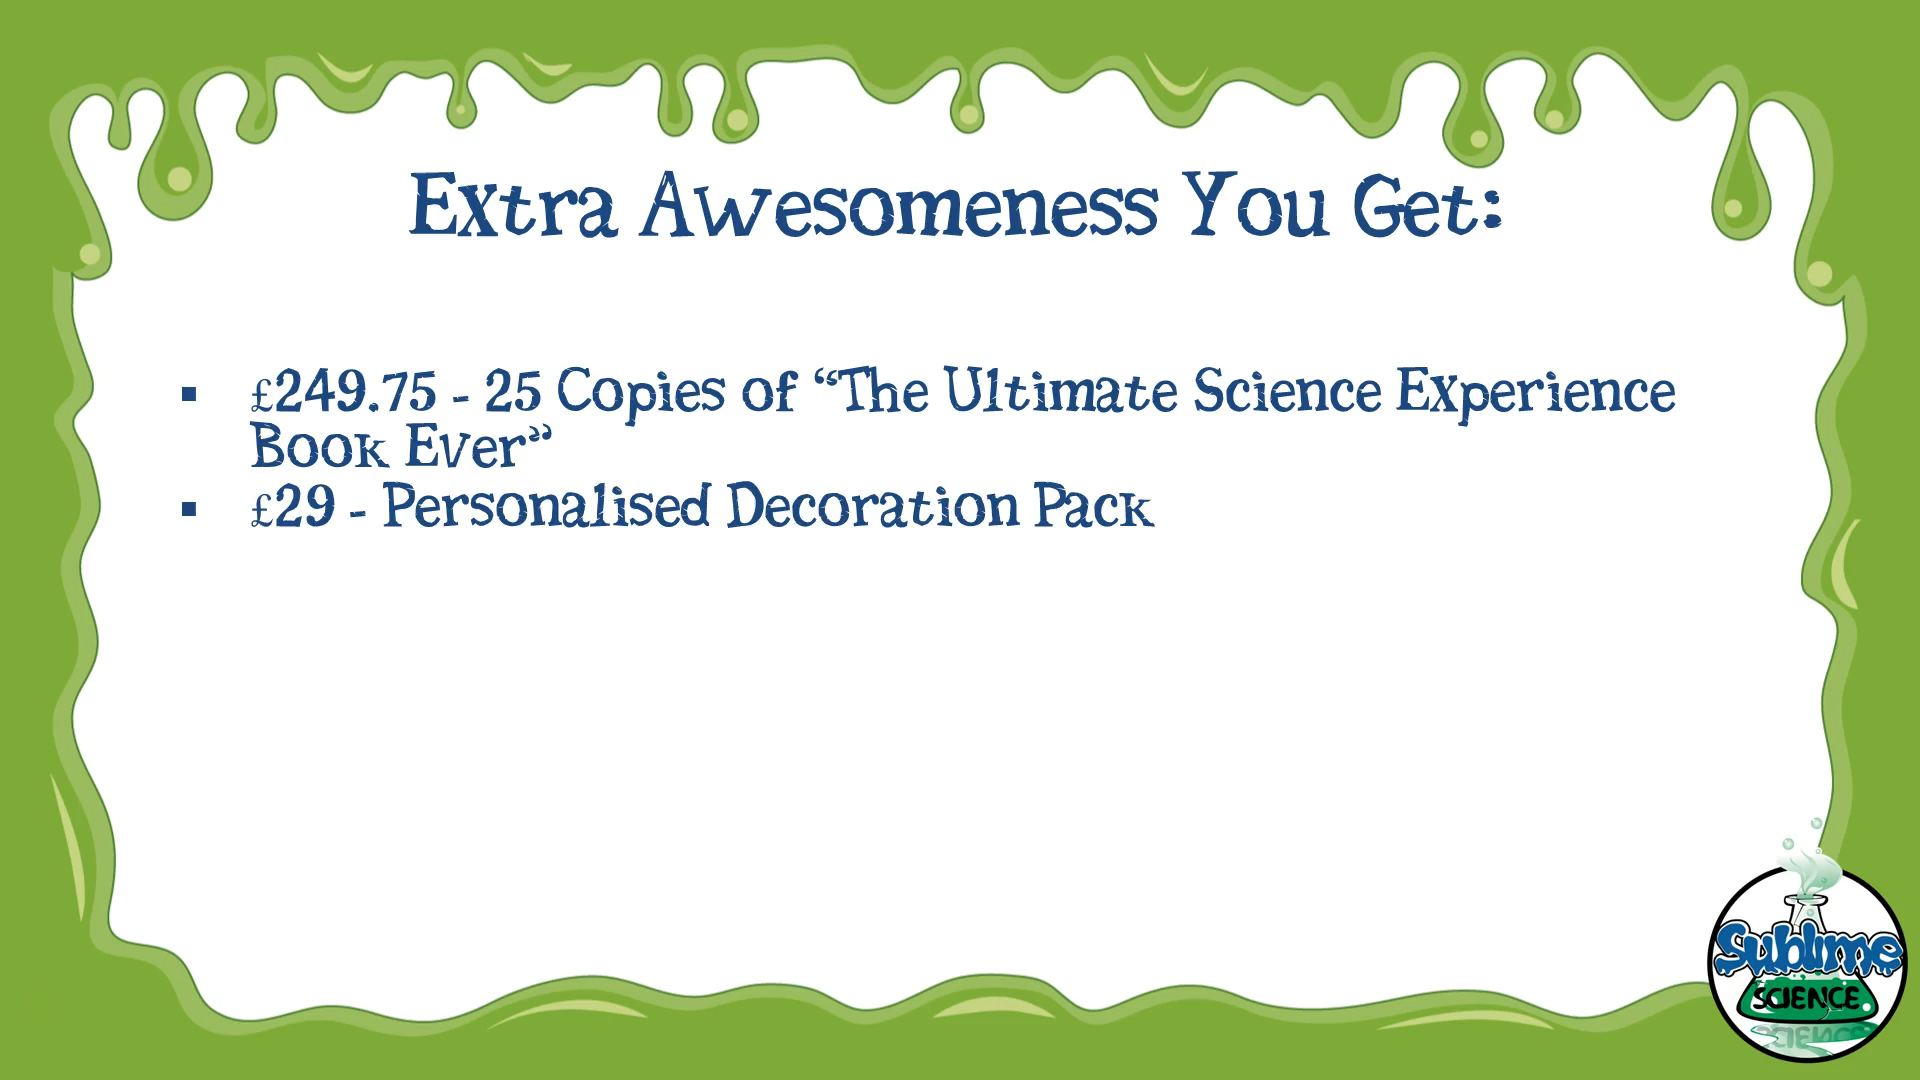 Extra Awesomeness You Get:
▪ £249.75 - 25 Copies of “The Ultimate Science Experience
Book Ever”
▪ £29 - Personalised Decoration Pack
Sublime
SCIENCE